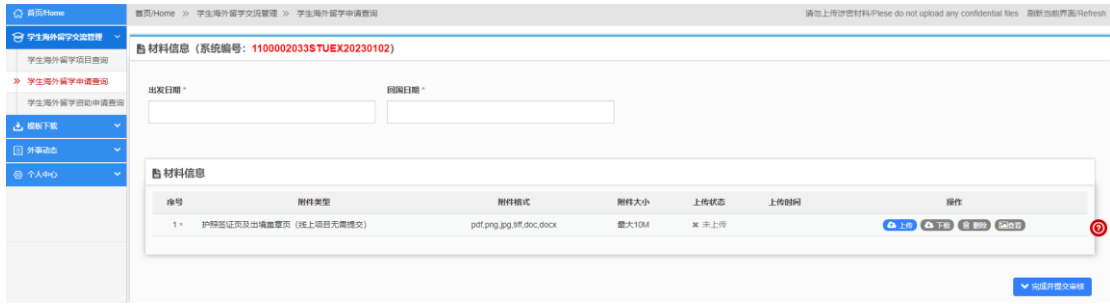 首页/Home
首页/Home » 学生海外留学交流管理 » 学生海外留学申请查询
请勿上传涉密材料/Plese do not upload any confidential files 刷新当前界面/Refresh
学生海外留学交流管理
学生海外留学项目查询
学生海外留学申请查询
学生海外留学资助申请查询
模板下载
外事动态
个人中心
材料信息（系统编号：1100002033STUEX20230102）
出发日期 *
回国日期 *
材料信息
序号 附件类型 附件格式 附件大小 上传状态 上传时间 操作
1 * 护照签证页及出境盖章页（线上项目无需提交） pdf,png,jpg,tiff,doc,docx 最大10M 未上传 上传 下载 删除 查看
完成并提交审核